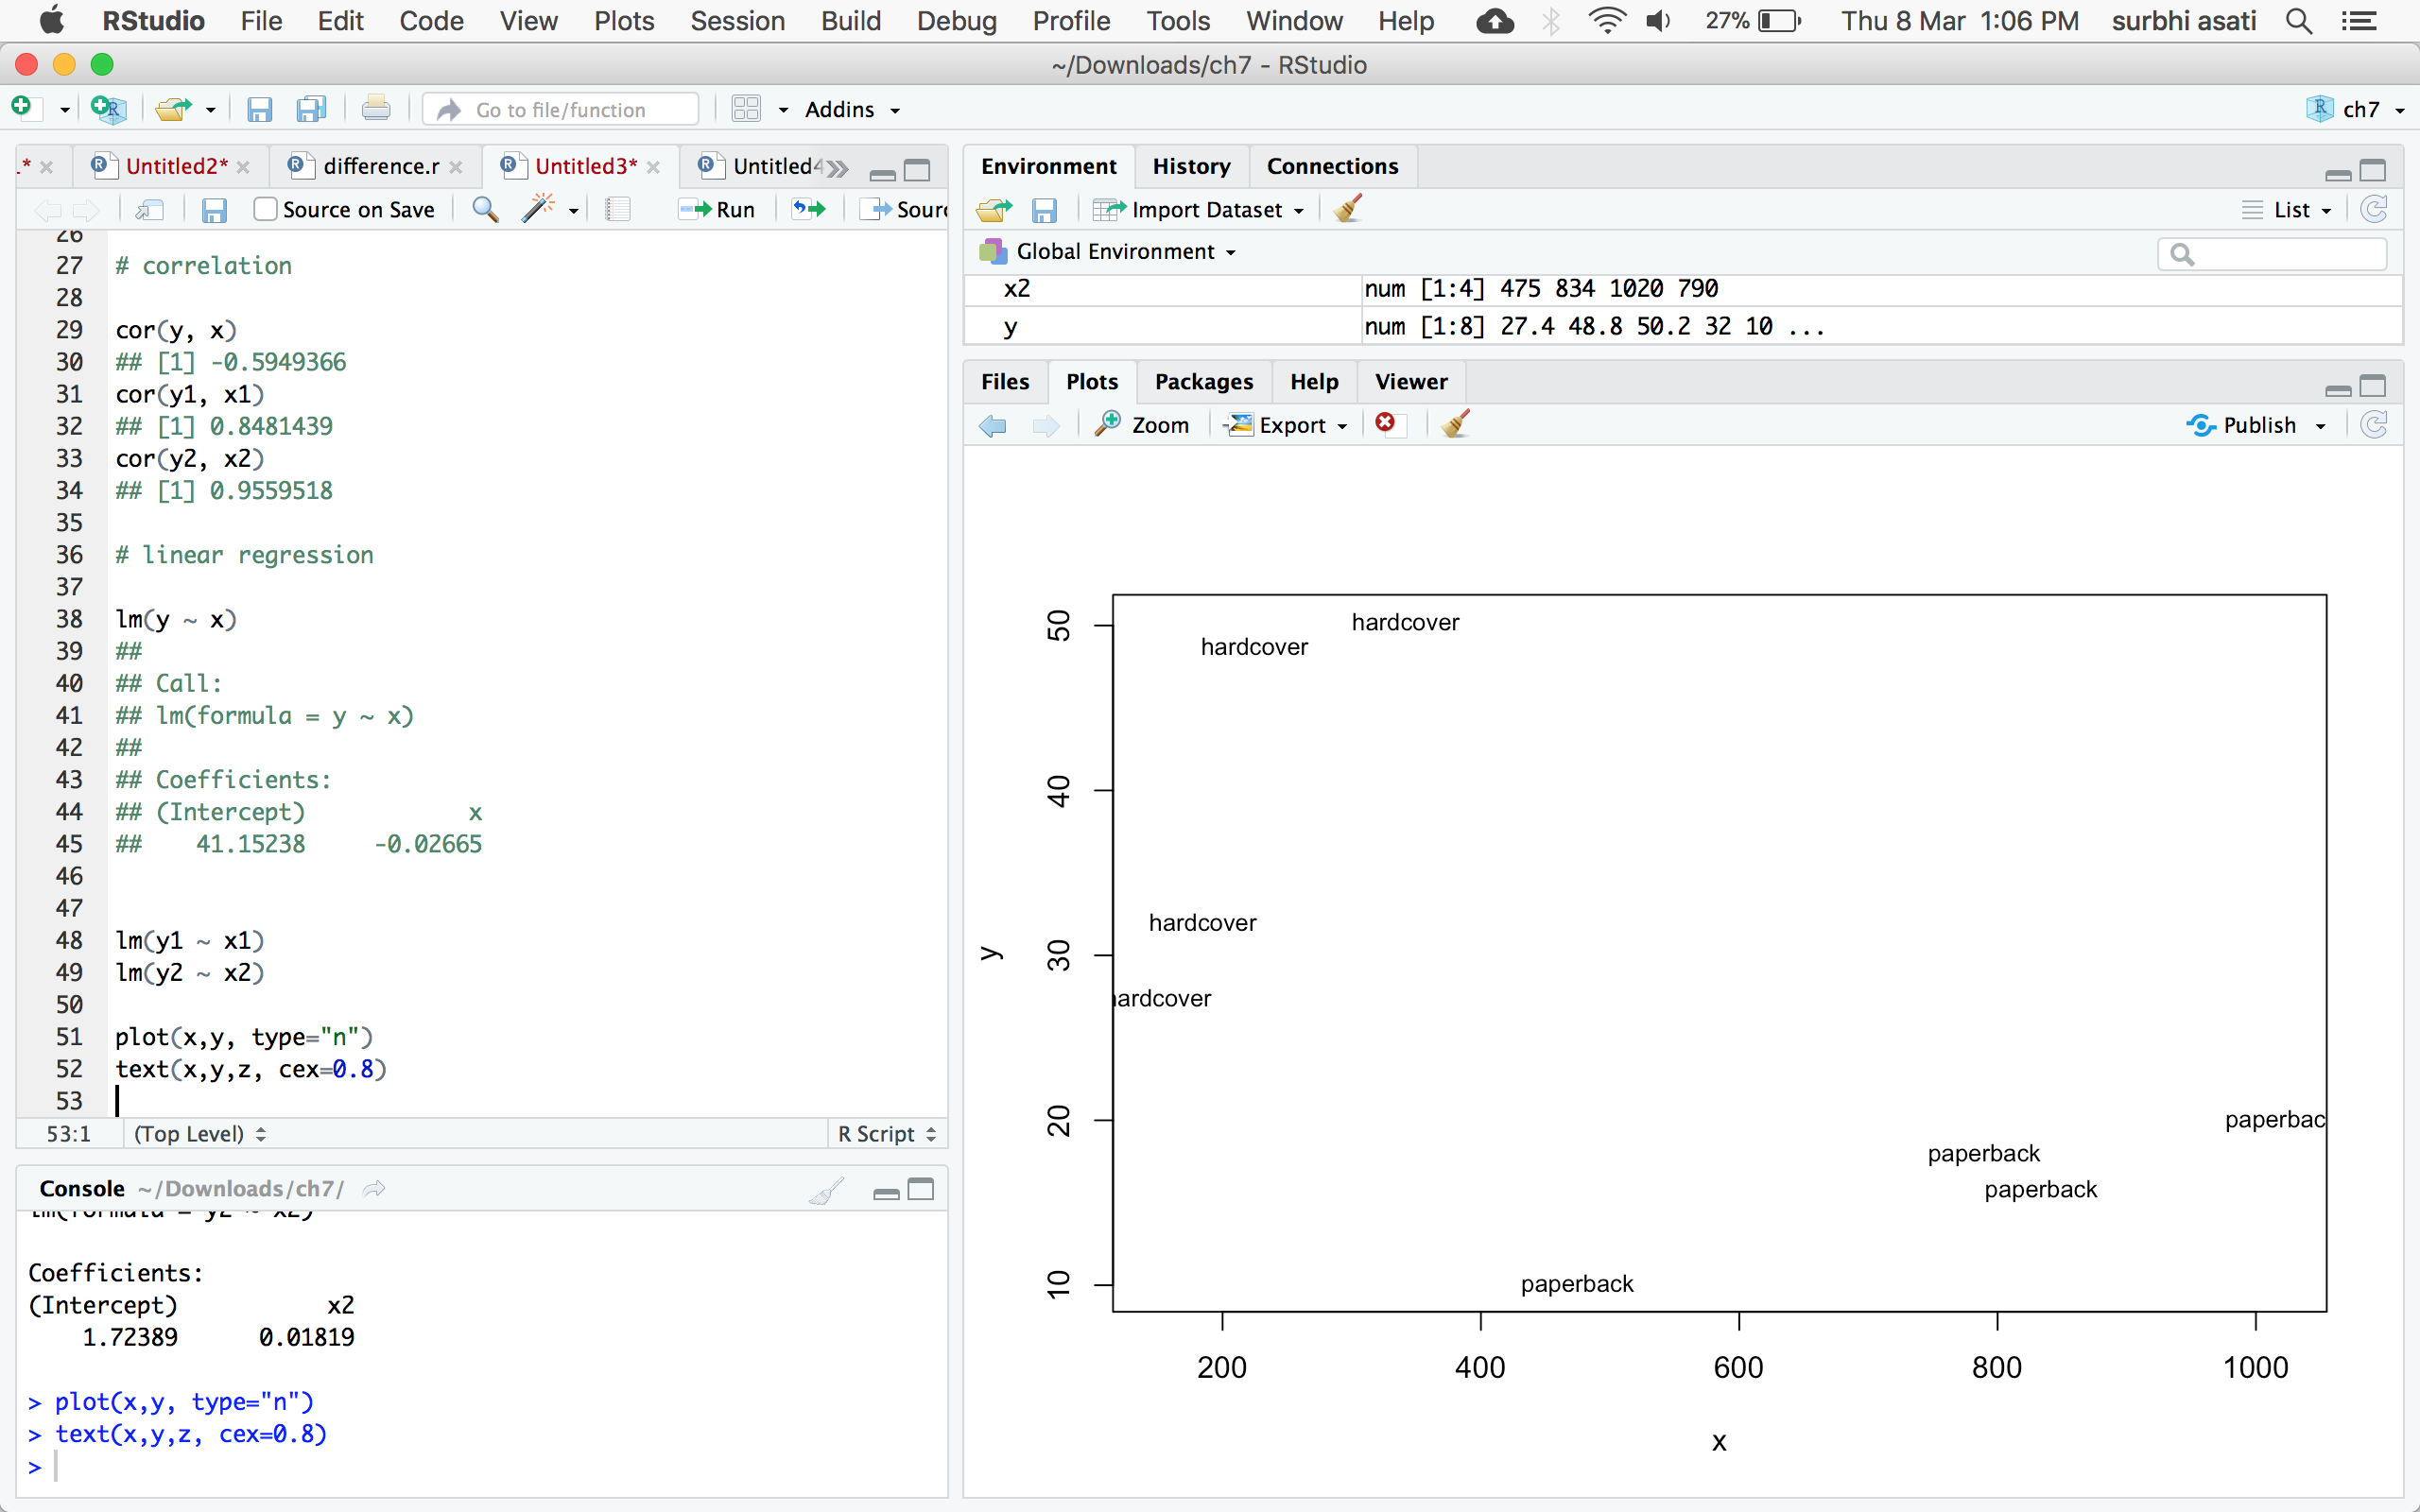 RStudio File Edit Code View Plots Session Build Debug Profile Tools Window Help 27% Thu 8 Mar 1:06 PM surbhi asati
~/Downloads/ch7 - RStudio
Go to file/function Addins ch7
Untitled2* difference.r Untitled3* Untitled4
Source on Save Run Sourc
26
27 # correlation
28
29 cor(y, x)
30 ## [1] -0.5949366
31 cor(y1, x1)
32 ## [1] 0.8481439
33 cor(y2, x2)
34 ## [1] 0.9559518
35
36 # linear regression
37
38 lm(y ~ x)
39 ##
40 ## Call:
41 ## lm(formula = y ~ x)
42 ##
43 ## Coefficients:
44 ## (Intercept) x
45 ## 41.15238 -0.02665
46
47
48 lm(y1 ~ x1)
49 lm(y2 ~ x2)
50
51 plot(x,y, type="n")
52 text(x,y,z, cex=0.8)
53
53:1 (Top Level) R Script
Console ~/Downloads/ch7/
lm(formula = y2 ~ x2)
Coefficients:
(Intercept) x2
1.72389 0.01819
> plot(x,y, type="n")
> text(x,y,z, cex=0.8)
>
Environment History Connections
Import Dataset List
Global Environment
x2 num [1:4] 475 834 1020 790
y num [1:8] 27.4 48.8 50.2 32 10 ...
Files Plots Packages Help Viewer
Zoom Export Publish
50
hardcover
hardcover
40
hardcover
30
y
hardcover
20
paperbac
paperback
paperback
10
paperback
200 400 600 800 1000
x